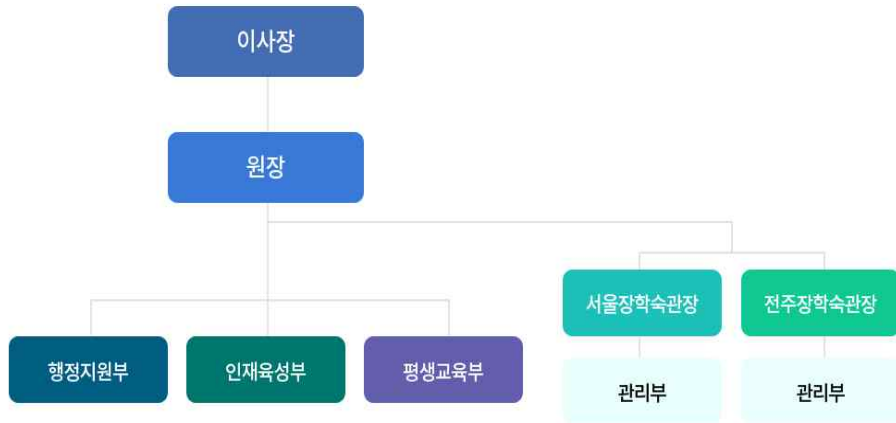 이사장
원장
서울장학숙관장
전주장학숙관장
행정지원부
인재육성부
평생교육부
관리부
관리부